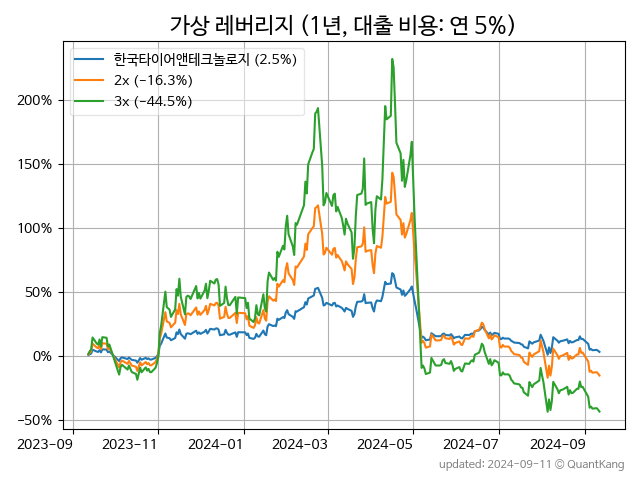 가상 레버리지 (1년, 대출 비용: 연 5%)
한국타이어앤테크놀로지 (2.5%)
2x (−16.3%)
3x (−44.5%)
200%
150%
100%
50%
0%
−50%
2023-09 2023-11 2024-01 2024-03 2024-05 2024-07 2024-09
updated: 2024-09-11 © QuantKang